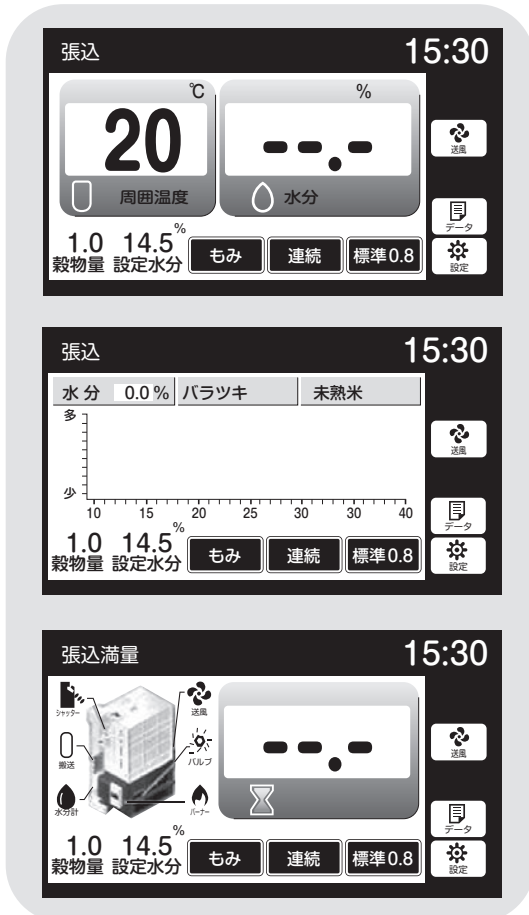 張込 15:30
℃ %
20 --.-
周囲温度 水分
送風
データ
1.0 14.5%
穀物量 設定水分 もみ 連続 標準0.8
設定
張込 15:30
水分 0.0% バラツキ 未熟米
多
送風
少
10 15 20 25 30 30 40
データ
1.0 14.5%
穀物量 設定水分 もみ 連続 標準0.8
設定
張込満量 15:30
シャッター 送風
--.-
搬送 バルブ
送風
水分計 バーナー
データ
1.0 14.5%
穀物量 設定水分 もみ 連続 標準0.8
設定